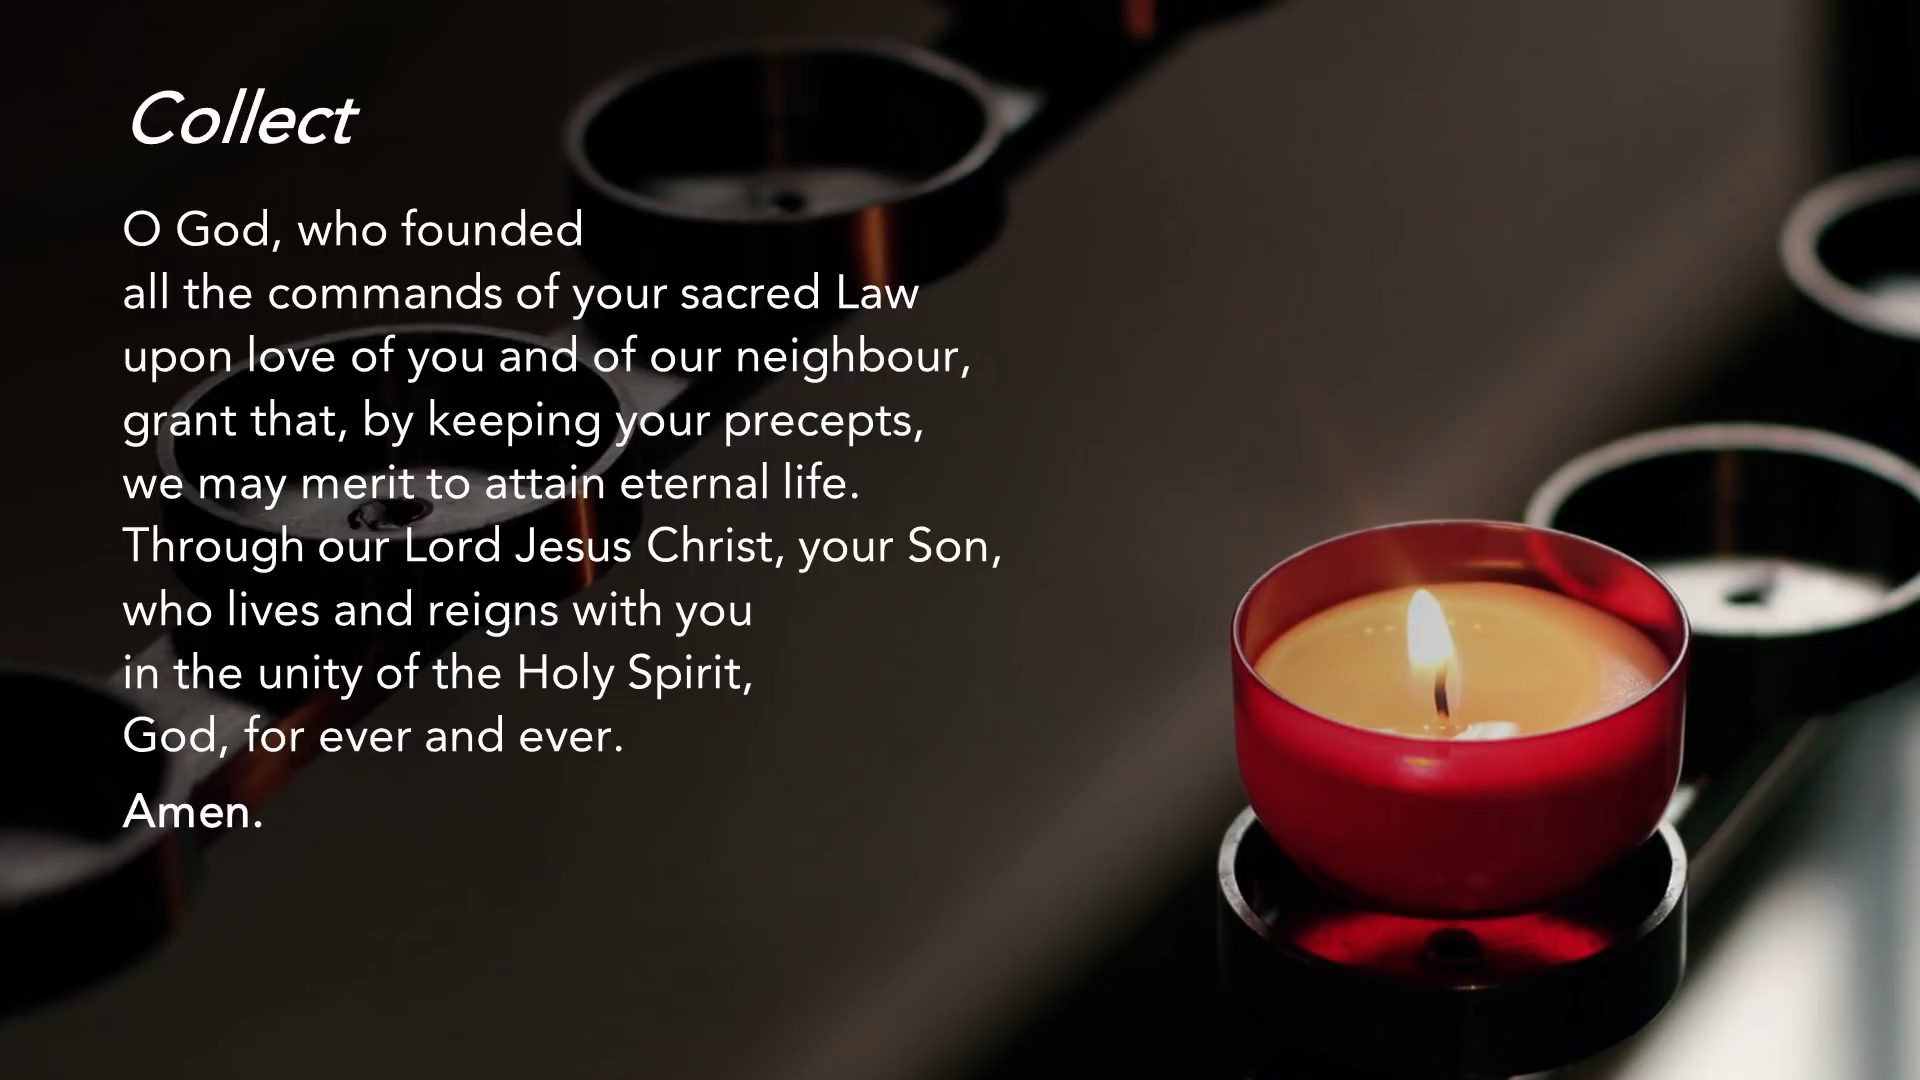 Collect
O God, who founded
all the commands of your sacred Law
upon love of you and of our neighbour,
grant that, by keeping your precepts,
we may merit to attain eternal life.
Through our Lord Jesus Christ, your Son,
who lives and reigns with you
in the unity of the Holy Spirit,
God, for ever and ever.
Amen.